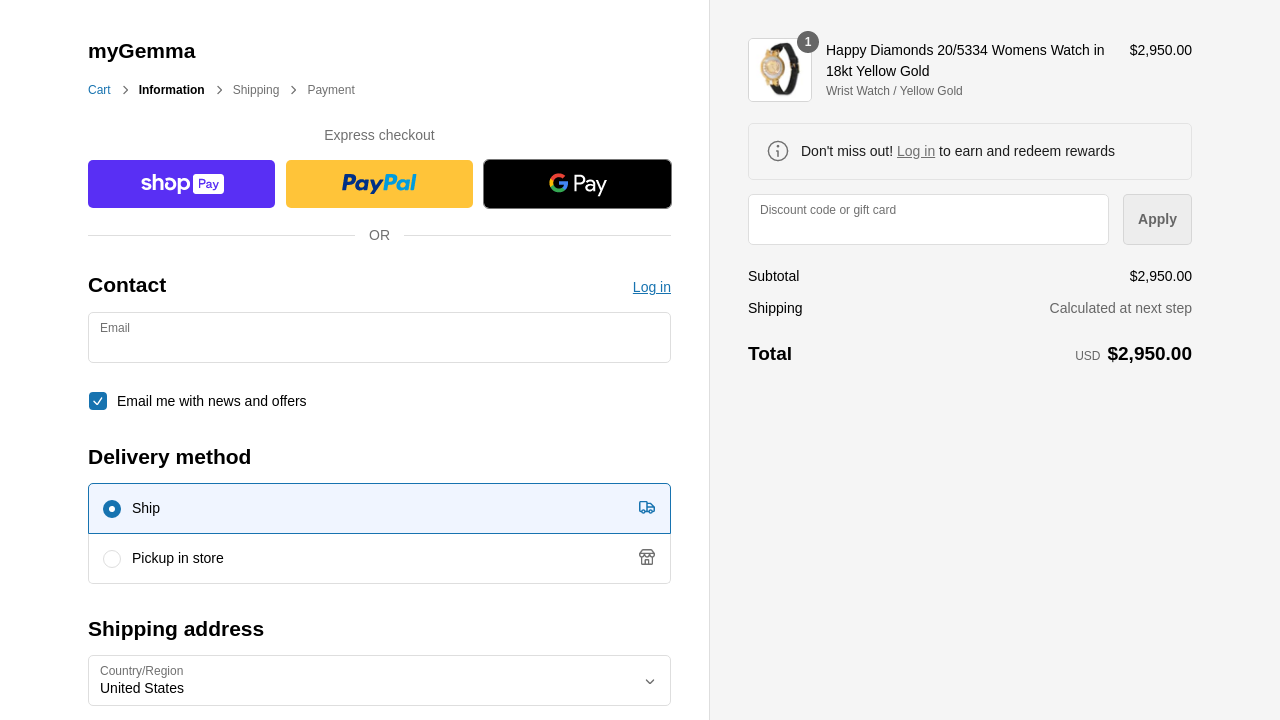 myGemma
Cart
Information
Shipping
Payment
Express checkout
shop Pay
PayPal
G Pay
OR
Contact
Log in
Email
Email me with news and offers
Delivery method
Ship
Pickup in store
Shipping address
Country/Region
United States
1
Happy Diamonds 20/5334 Womens Watch in
18kt Yellow Gold
Wrist Watch / Yellow Gold
$2,950.00
Don't miss out! Log in to earn and redeem rewards
Discount code or gift card
Apply
Subtotal
$2,950.00
Shipping
Calculated at next step
Total
USD $2,950.00